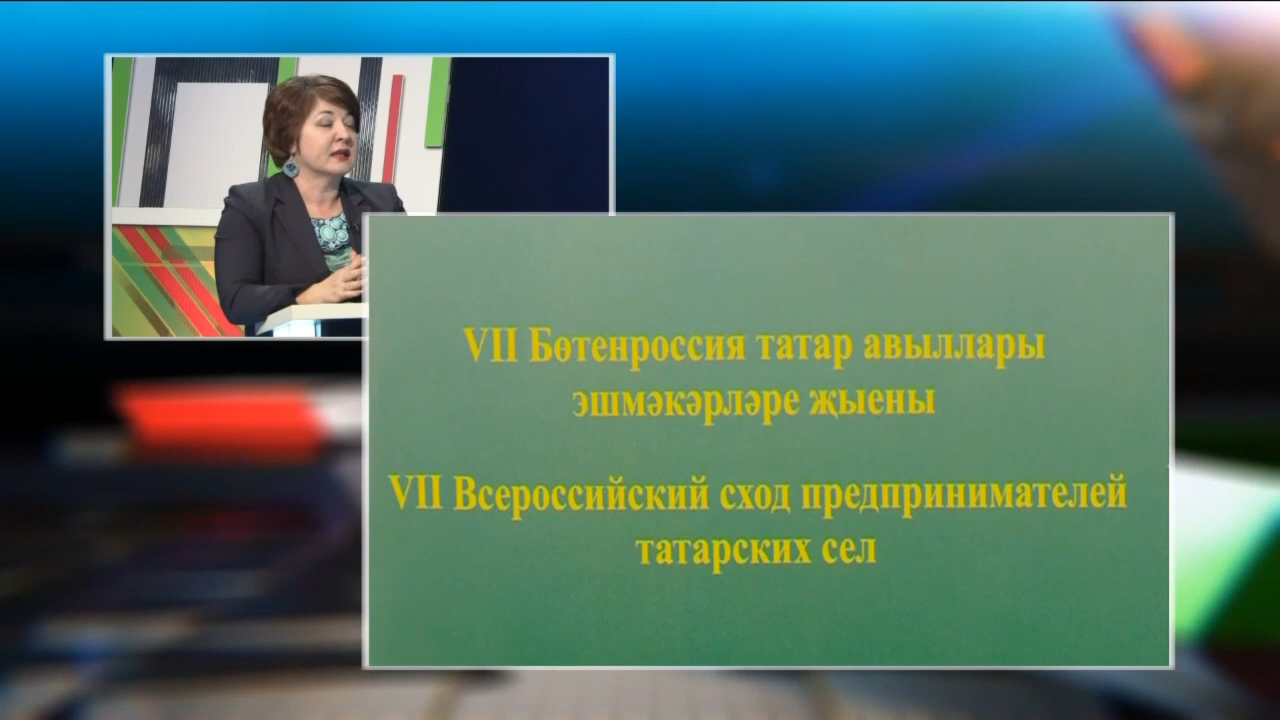 VII Бөтенроссия татар авыллары
эшмәкәрләре җыены
VII Всероссийский сход предпринимателей
татарских сел